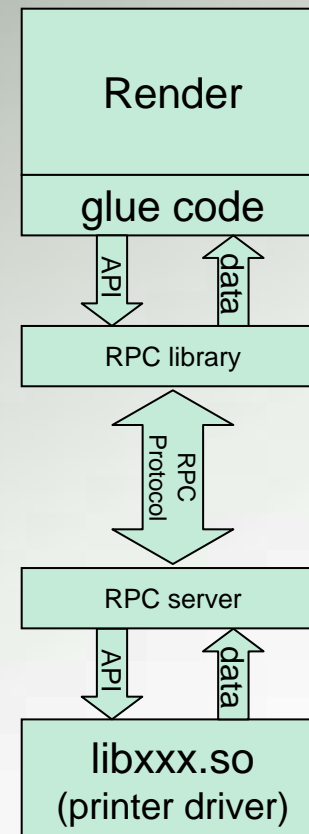 Render
glue code
API
data
RPC library
RPC
Protocol
RPC server
API
data
libxxx.so
(printer driver)